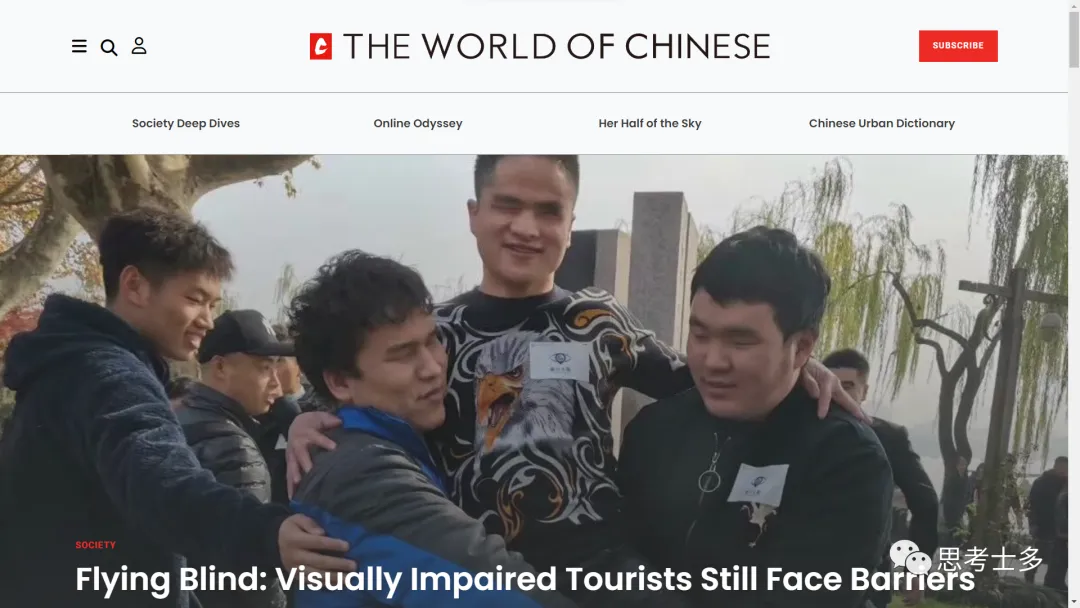 THE WORLD OF CHINESE
SUBSCRIBE
Society Deep Dives
Online Odyssey
Her Half of the Sky
Chinese Urban Dictionary
SOCIETY
Flying Blind: Visually Impaired Tourists Still Face Barriers
思考士多